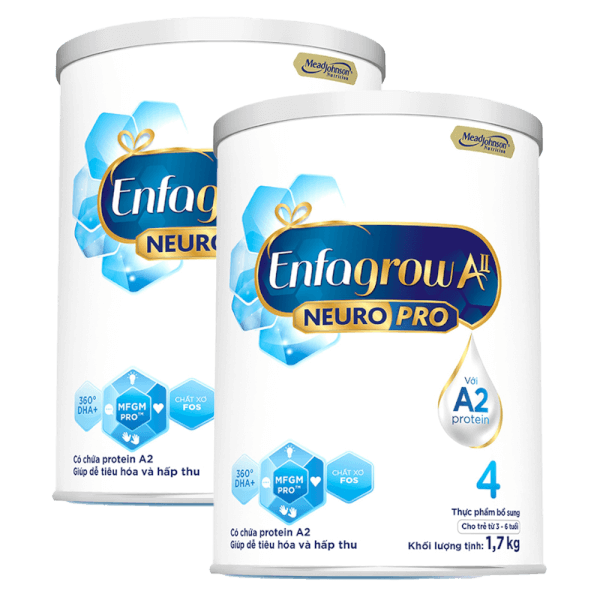 MeadJohnson
Nutrition
Enfagrow
NEURO
360°
DHA+
MFGM
PRO™
CHẤT XƠ
FOS
Có chứa protein A2
Giúp dễ tiêu hóa và hấp thu
MeadJohnson
Nutrition
Enfagrow AII
NEURO PRO
Với
A2
protein
360°
DHA+
MFGM
PRO™
CHẤT XƠ
FOS
4
Thực phẩm bổ sung
Cho trẻ từ 3 - 6 tuổi
Có chứa protein A2
Giúp dễ tiêu hóa và hấp thu
Khối lượng tịnh: 1,7 kg